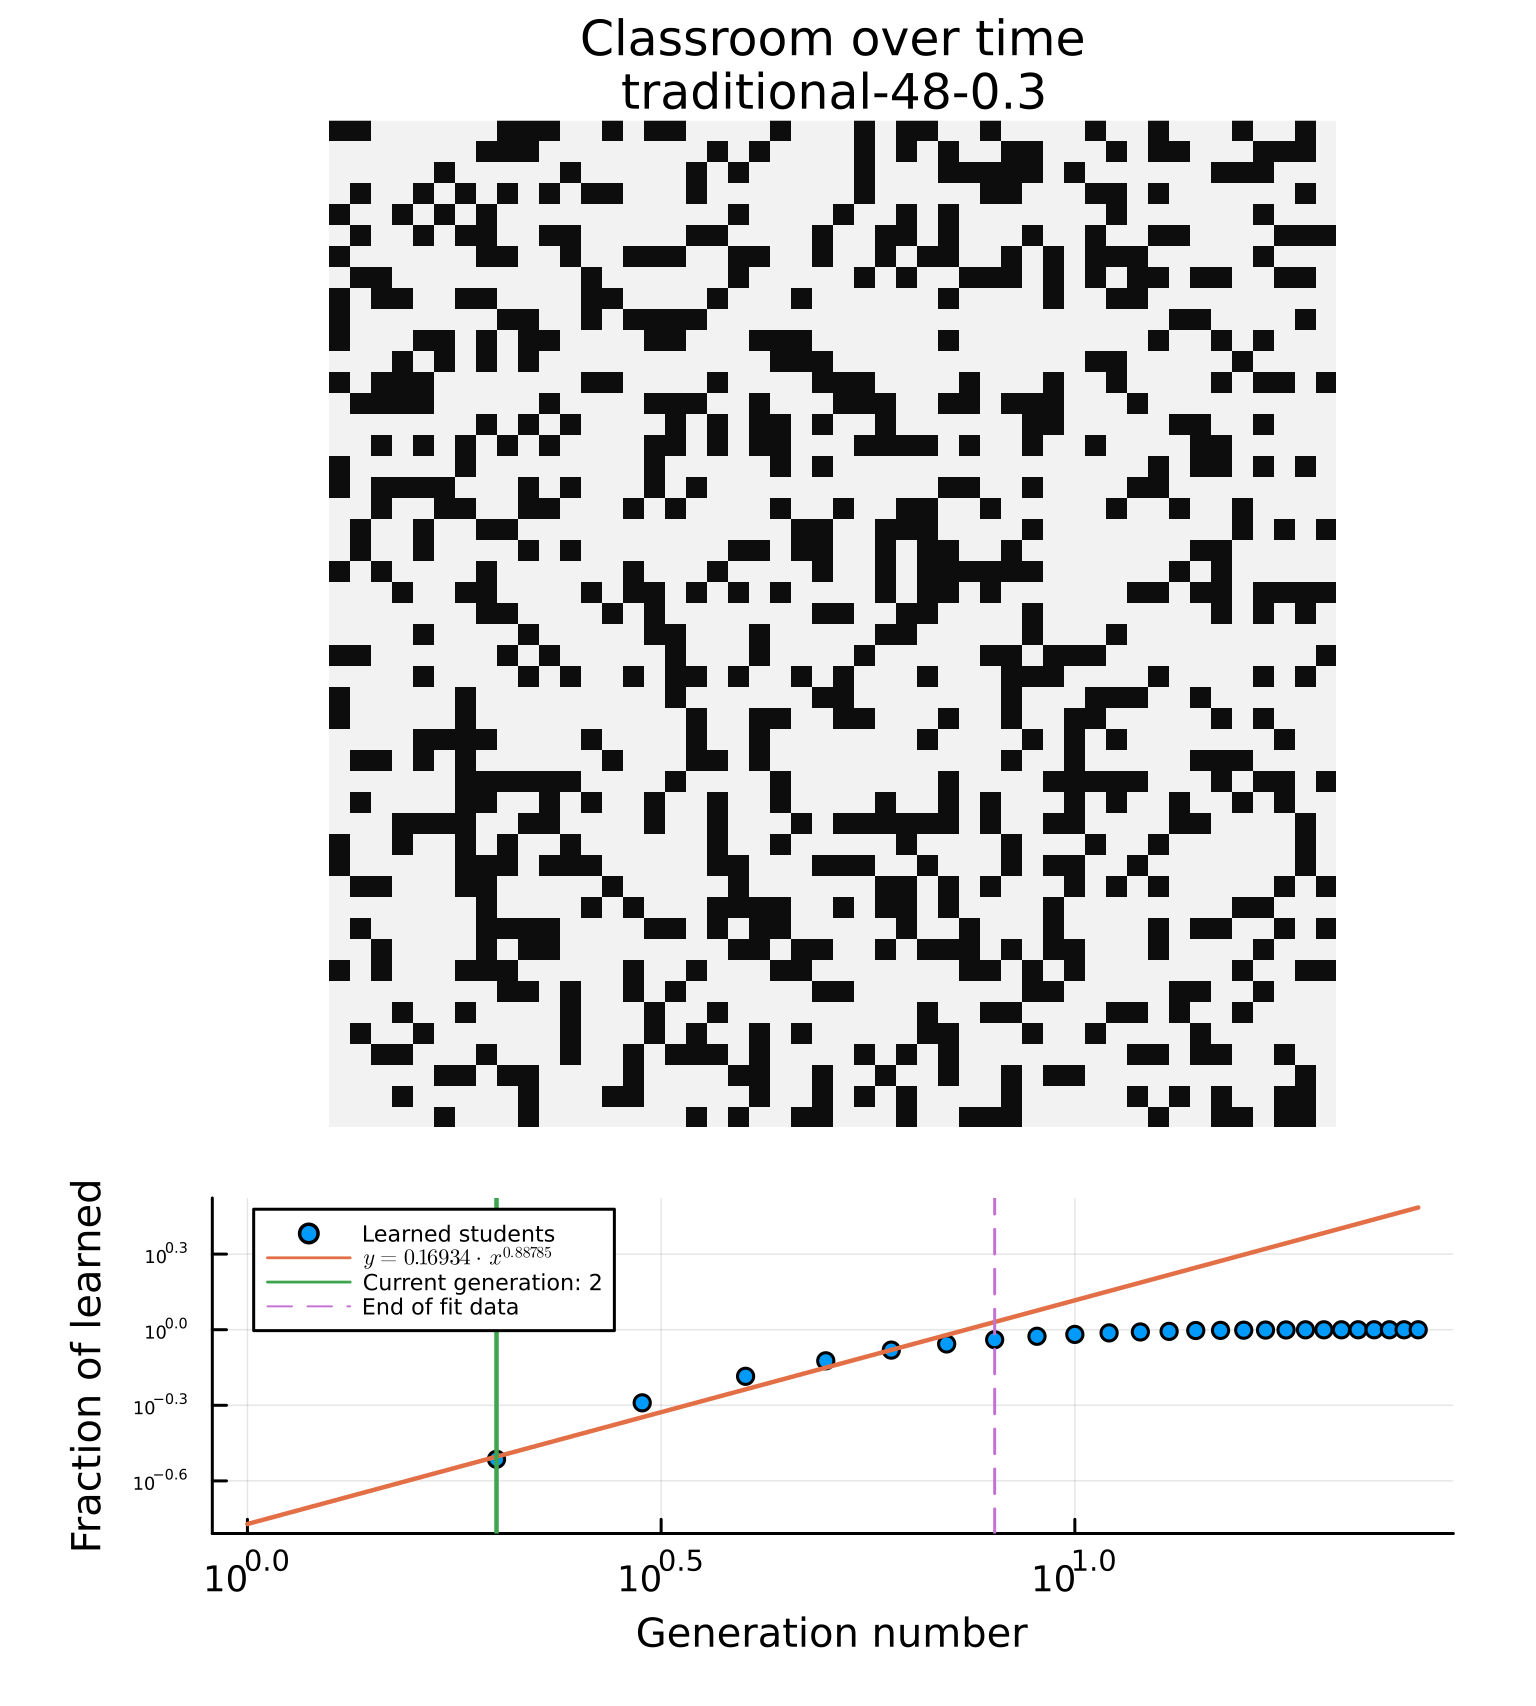 Classroom over time
traditional-48-0.3
Fraction of learned
10^0.3
10^0.0
10^−0.3
10^−0.6
Learned students
y = 0.16934 · x^0.88785
Current generation: 2
End of fit data
10^0.0 10^0.5 10^1.0
Generation number